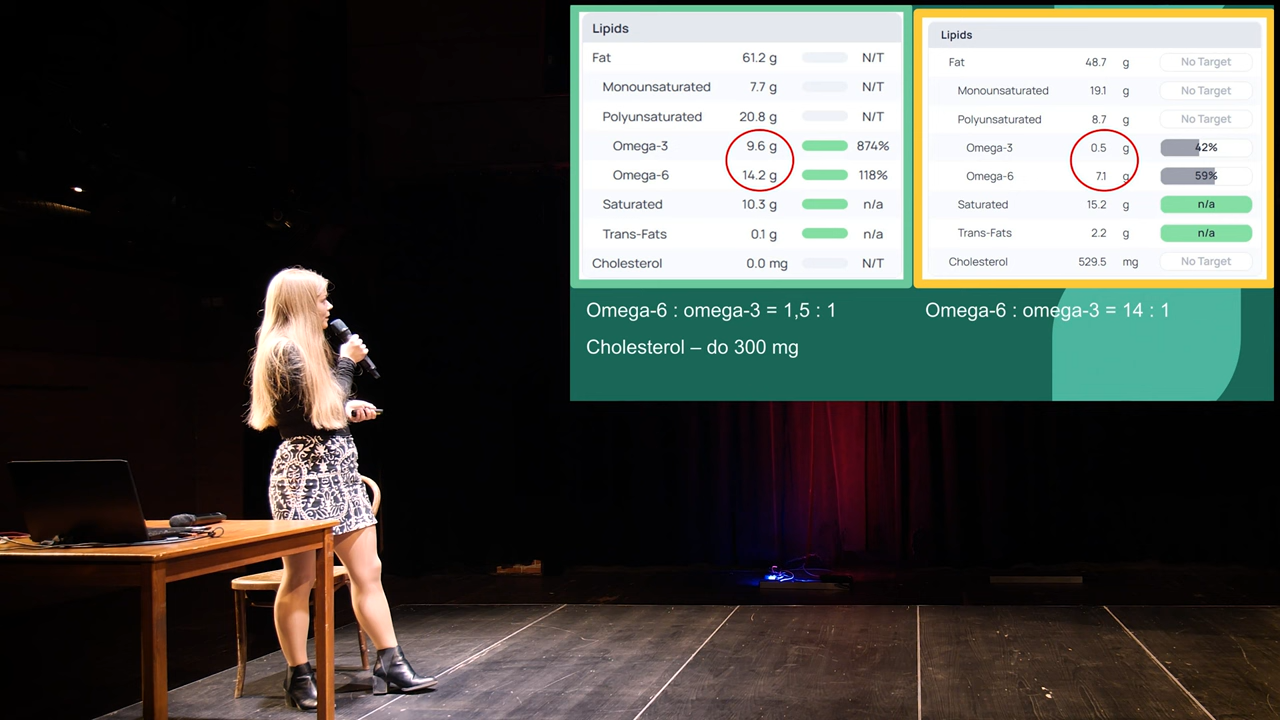 Lipids
Fat 61.2 g N/T
Monounsaturated 7.7 g N/T
Polyunsaturated 20.8 g N/T
Omega-3 9.6 g 874%
Omega-6 14.2 g 118%
Saturated 10.3 g n/a
Trans-Fats 0.1 g n/a
Cholesterol 0.0 mg N/T
Omega-6 : omega-3 = 1,5 : 1
Cholesterol – do 300 mg
Lipids
Fat 48.7 g No Target
Monounsaturated 19.1 g No Target
Polyunsaturated 8.7 g No Target
Omega-3 0.5 g 42%
Omega-6 7.1 g 59%
Saturated 15.2 g n/a
Trans-Fats 2.2 g n/a
Cholesterol 529.5 mg No Target
Omega-6 : omega-3 = 14 : 1